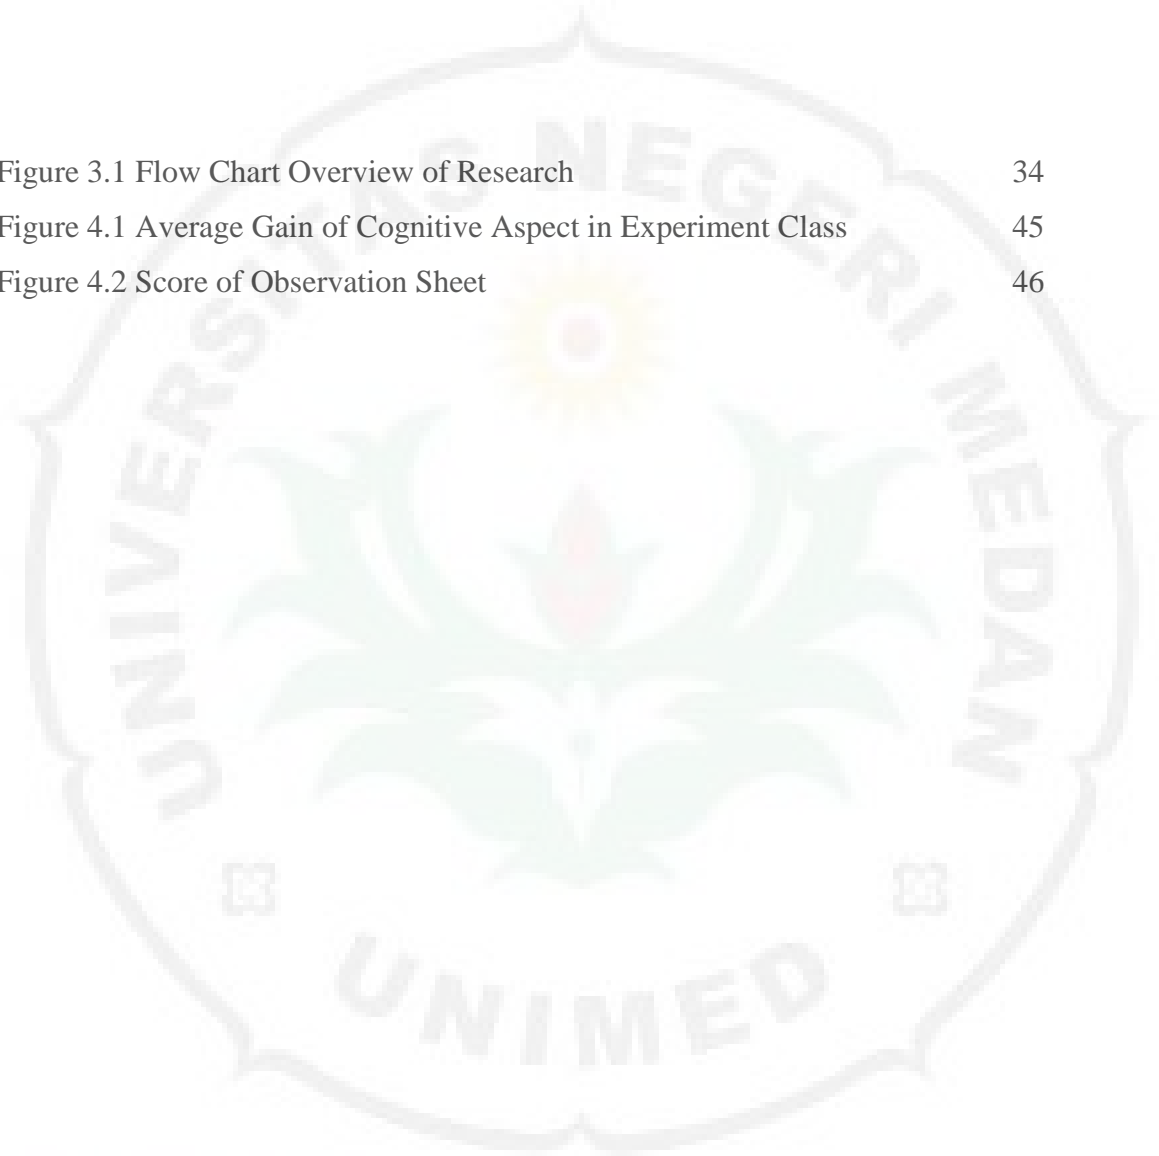 Figure 3.1 Flow Chart Overview of Research 34
Figure 4.1 Average Gain of Cognitive Aspect in Experiment Class 45
Figure 4.2 Score of Observation Sheet 46
UNIVERSITAS NEGERI MEDAN
UNIMED